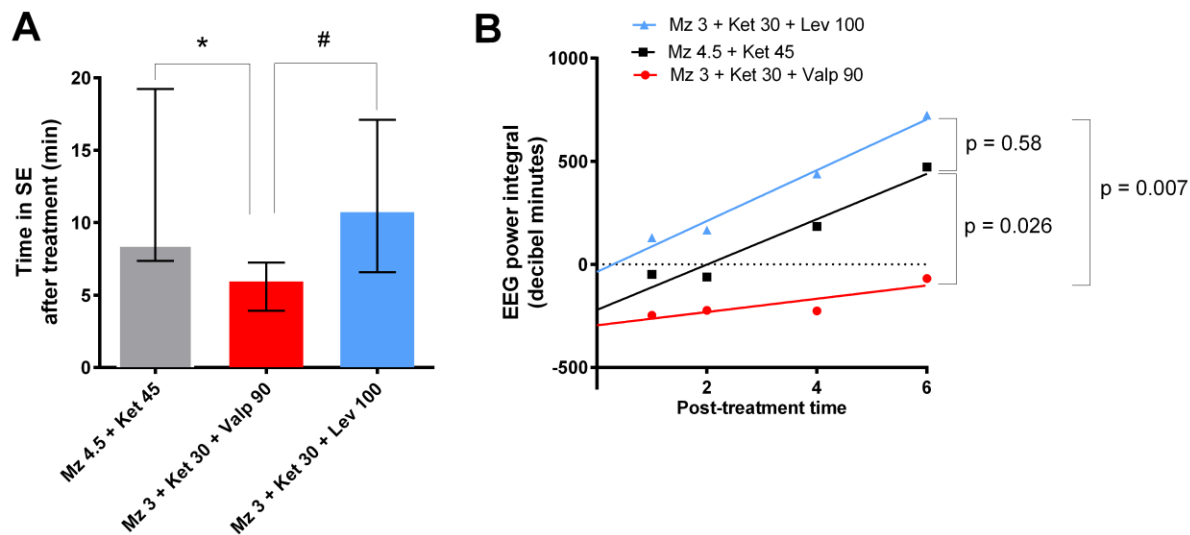 A
*
#
20
15
10
5
0
Time in SE
after treatment (min)
Mz 4.5 + Ket 45
Mz 3 + Ket 30 + Valp 90
Mz 3 + Ket 30 + Lev 100
B
Mz 3 + Ket 30 + Lev 100
Mz 4.5 + Ket 45
Mz 3 + Ket 30 + Valp 90
1000
500
0
-500
EEG power integral
(decibel minutes)
2
4
6
Post-treatment time
p = 0.58
p = 0.026
p = 0.007